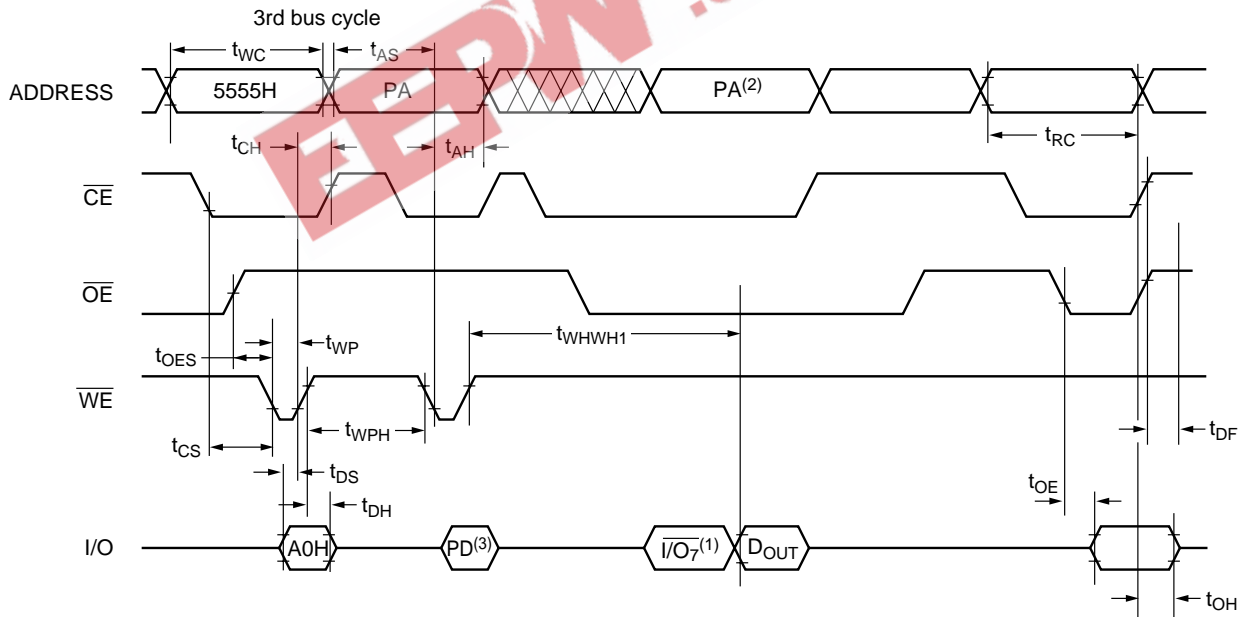 3rd bus cycle
tWC tAS
ADDRESS 5555H PA PA(2)
tCH tAH tRC
CE
OE
tWHWH1
tOES tWP
WE
tCS tWPH tDF
tDS tOE
tDH
I/O A0H PD(3) I/O7(1) DOUT
tOH
EEPW